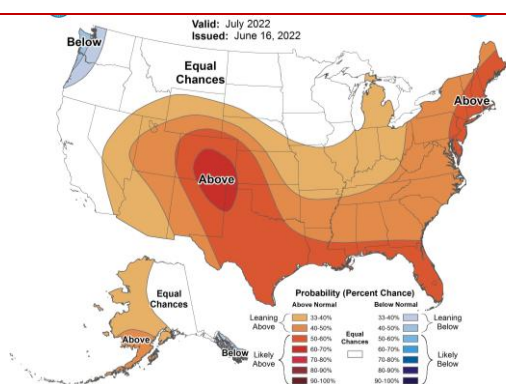 Valid: July 2022
Issued: June 16, 2022
Below
Equal
Chances
Above
Above
Equal
Chances
Above
Below
Probability (Percent Chance)
Above Normal
Below Normal
Leaning
Above
Likely
Above
33-40%
40-50%
50-60%
60-70%
70-80%
80-90%
90-100%
Equal
Chances
33-40%
40-50%
50-60%
60-70%
70-80%
80-90%
90-100%
Leaning
Below
Likely
Below